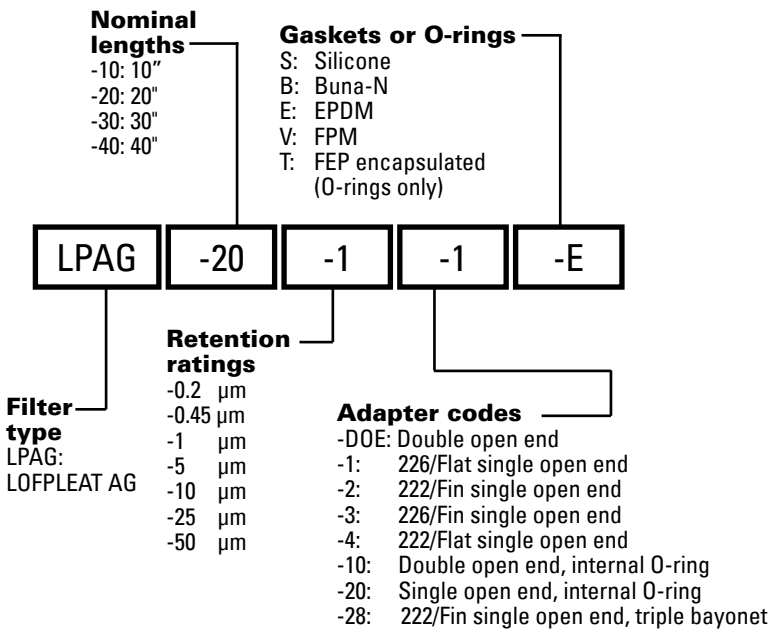 Nominal
lengths
-10: 10”
-20: 20"
-30: 30"
-40: 40"
Gaskets or O-rings
S: Silicone
B: Buna-N
E: EPDM
V: FPM
T: FEP encapsulated
(O-rings only)
LPAG -20 -1 -1 -E
Filter
type
LPAG:
LOFPLEAT AG
Retention
ratings
-0.2 µm
-0.45 µm
-1 µm
-5 µm
-10 µm
-25 µm
-50 µm
Adapter codes
-DOE: Double open end
-1: 226/Flat single open end
-2: 222/Fin single open end
-3: 226/Fin single open end
-4: 222/Flat single open end
-10: Double open end, internal O-ring
-20: Single open end, internal O-ring
-28: 222/Fin single open end, triple bayonet